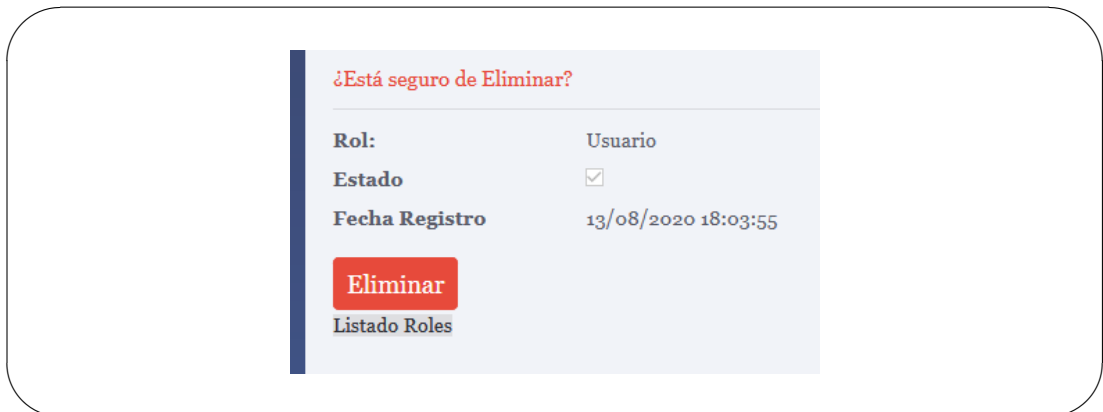 ¿Está seguro de Eliminar?
Rol: Usuario
Estado
Fecha Registro 13/08/2020 18:03:55
Eliminar
Listado Roles